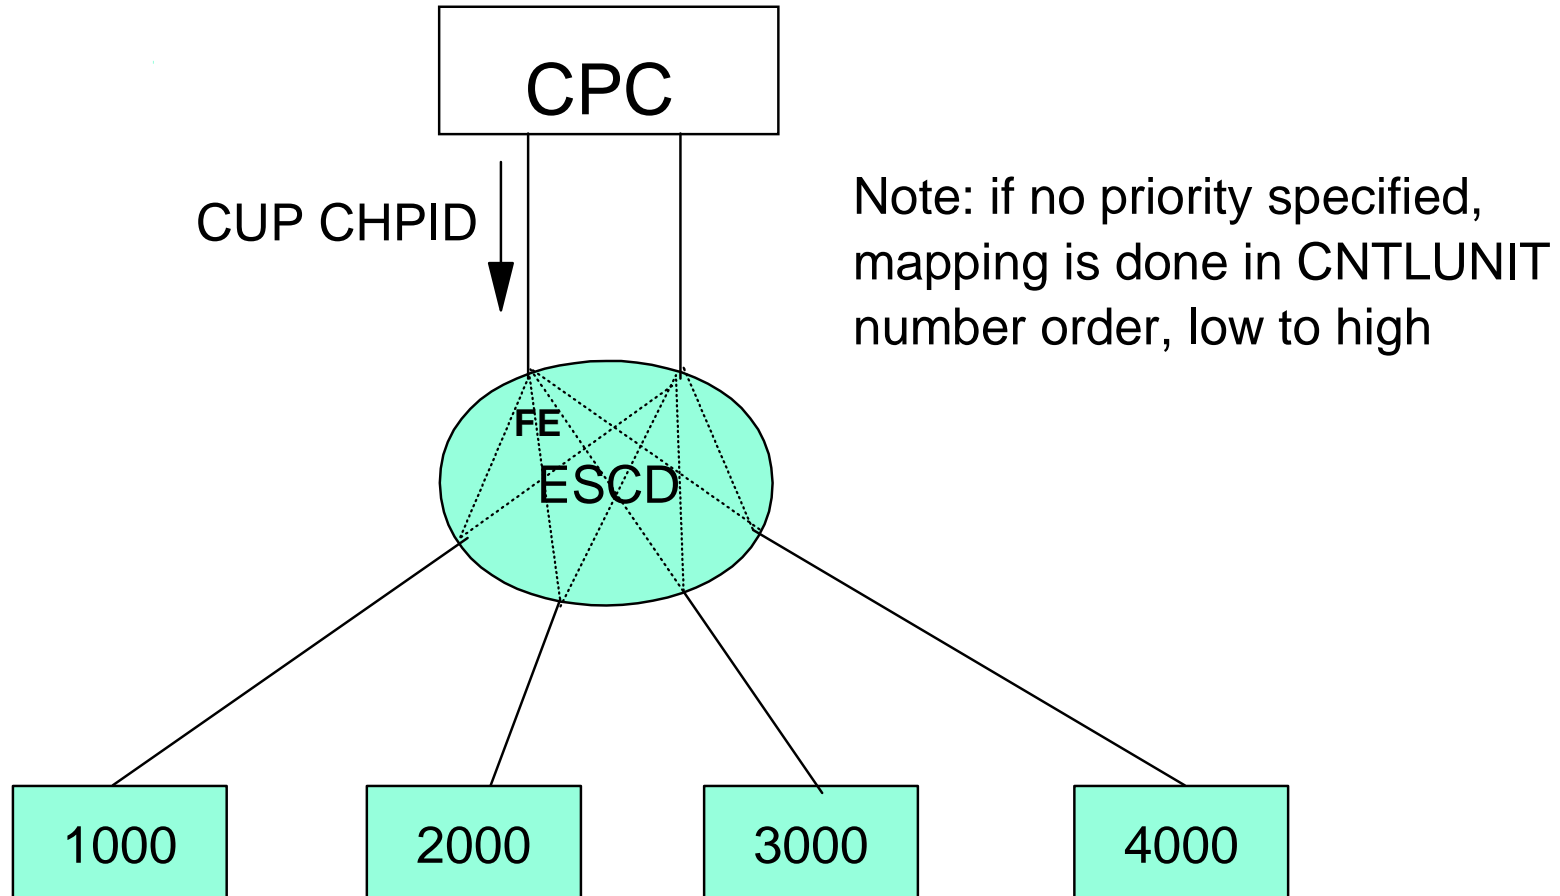 CPC
CUP CHPID
Note: if no priority specified,
mapping is done in CNTLUNIT
number order, low to high
FE
ESCD
1000
2000
3000
4000